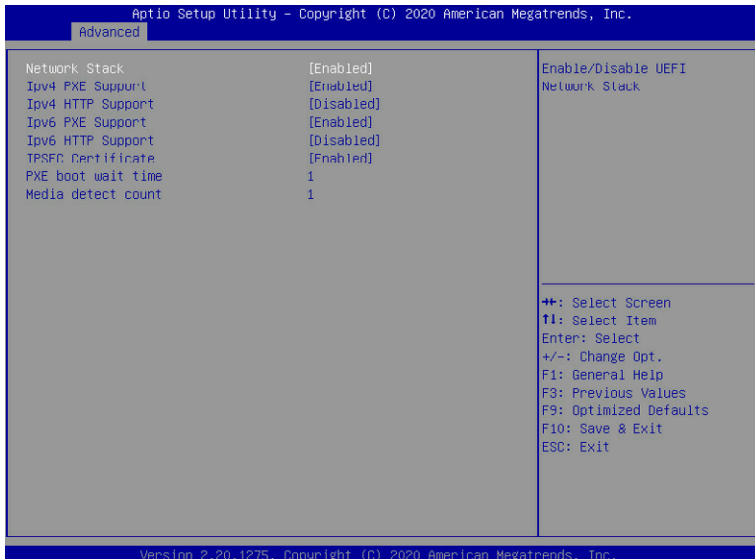 Aptio Setup Utility – Copyright (C) 2020 American Megatrends, Inc.
Advanced
Network Stack [Enabled]
Ipv4 PXE Support [Enabled]
Ipv4 HTTP Support [Disabled]
Ipv6 PXE Support [Enabled]
Ipv6 HTTP Support [Disabled]
IPSEC Certificate [Enabled]
PXE boot wait time 1
Media detect count 1
Enable/Disable UEFI
Network Stack
→←: Select Screen
↑↓: Select Item
Enter: Select
+/-: Change Opt.
F1: General Help
F3: Previous Values
F9: Optimized Defaults
F10: Save & Exit
ESC: Exit
Version 2.20.1275. Copyright (C) 2020 American Megatrends, Inc.